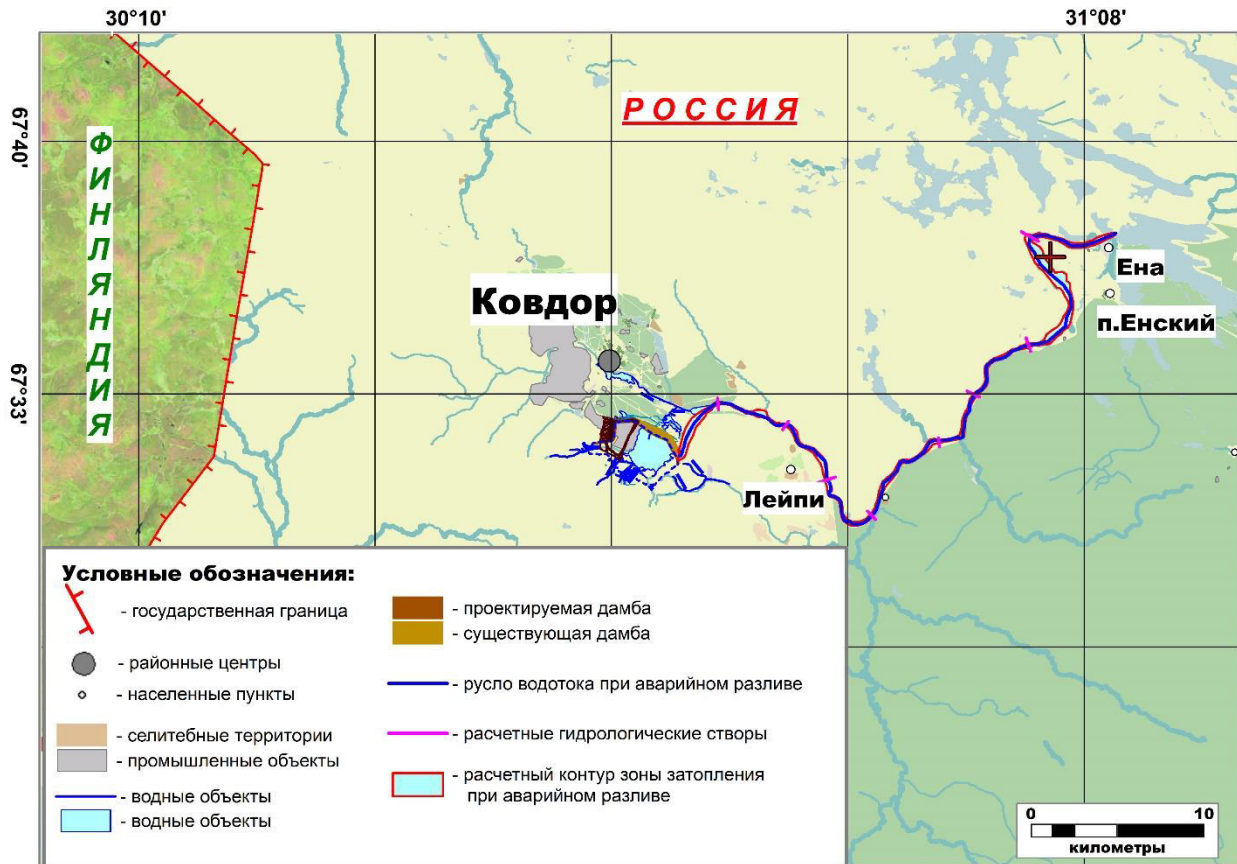 30°10'
31°08'
67°40'
67°33'
РОССИЯ
ФИНЛЯНДИЯ
Ковдор
Ена
п.Енский
Лейпи
Условные обозначения:
- государственная граница
- районные центры
- населенные пункты
- селитебные территории
- промышленные объекты
- водные объекты
- водные объекты
- проектируемая дамба
- существующая дамба
- русло водотока при аварийном разливе
- расчетные гидрологические створы
- расчетный контур зоны затопления
при аварийном разливе
0 10
километры